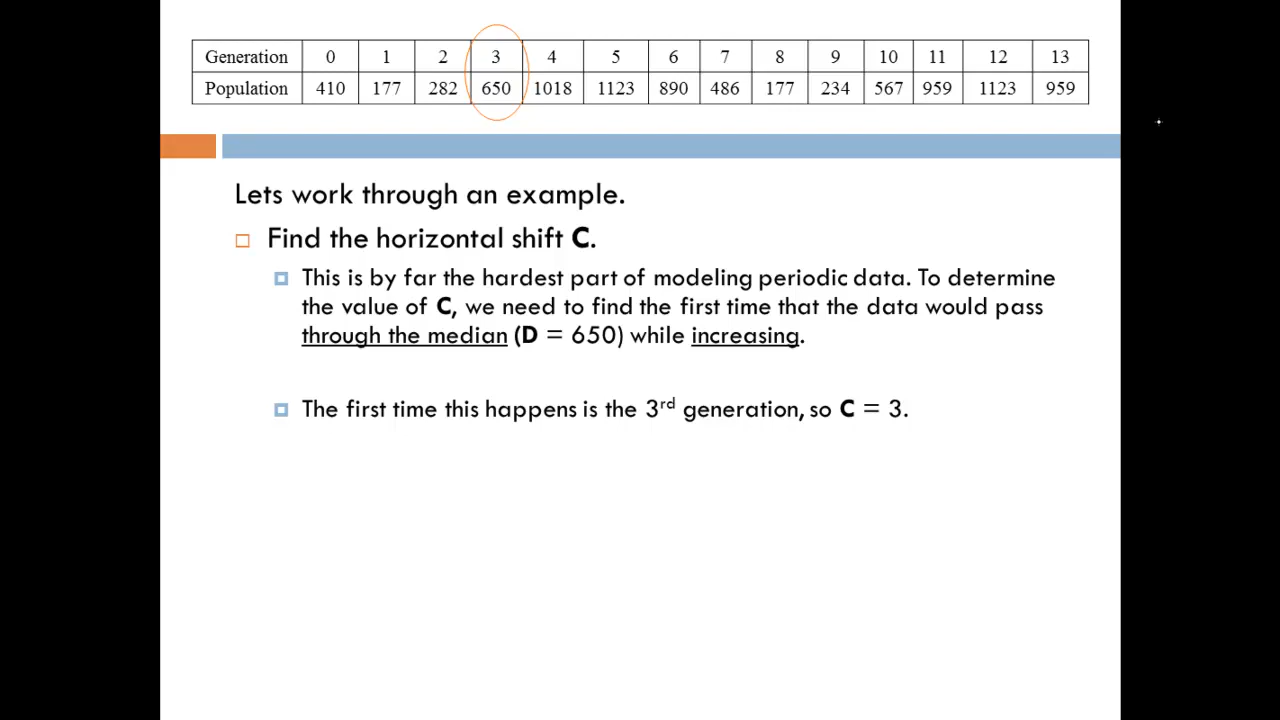 Generation 0 1 2 3 4 5 6 7 8 9 10 11 12 13
Population 410 177 282 650 1018 1123 890 486 177 234 567 959 1123 959
Lets work through an example.
Find the horizontal shift C.
This is by far the hardest part of modeling periodic data. To determine
the value of C, we need to find the first time that the data would pass
through the median (D = 650) while increasing.
The first time this happens is the 3rd generation, so C = 3.